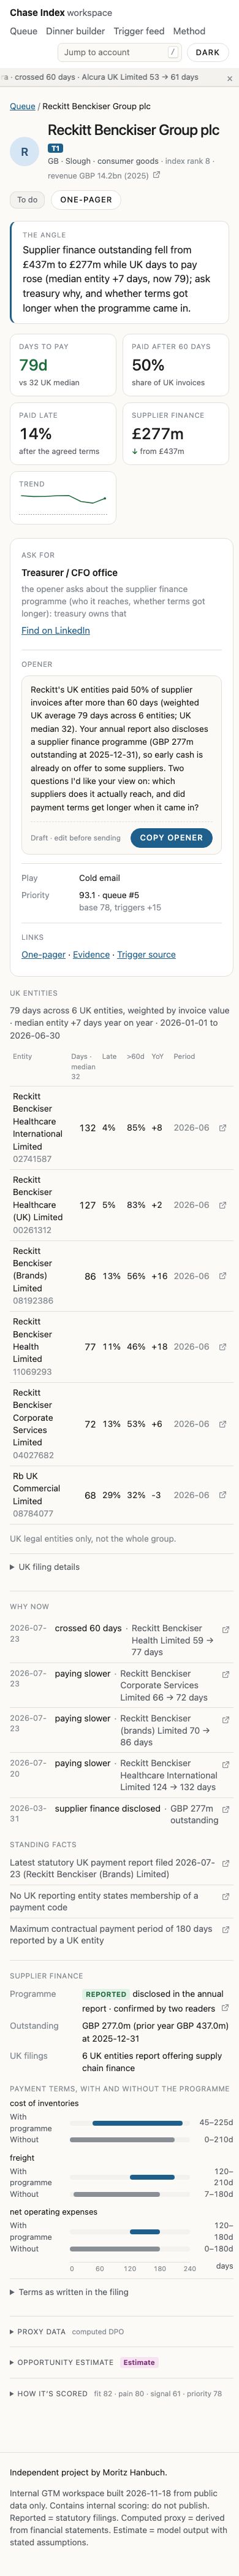 Chase Index workspace
Queue Dinner builder Trigger feed Method
Jump to account / DARK
crossed 60 days · Alcura UK Limited 53 → 61 days ×
Queue / Reckitt Benckiser Group plc
R
Reckitt Benckiser Group plc
T1
GB · Slough · consumer goods · index rank 8 ·
revenue GBP 14.2bn (2025)
To do ONE-PAGER
THE ANGLE
Supplier finance outstanding fell from
£437m to £277m while UK days to pay
rose (median entity +7 days, now 79); ask
treasury why, and whether terms got
longer when the programme came in.
DAYS TO PAY
79d
vs 32 UK median
PAID AFTER 60 DAYS
50%
share of UK invoices
PAID LATE
14%
after the agreed terms
SUPPLIER FINANCE
£277m
↓ from £437m
TREND
ASK FOR
Treasurer / CFO office
the opener asks about the supplier finance
programme (who it reaches, whether terms got
longer): treasury owns that
Find on LinkedIn
OPENER
Reckitt's UK entities paid 50% of supplier
invoices after more than 60 days (weighted
UK average 79 days across 6 entities; UK
median 32). Your annual report also discloses
a supplier finance programme (GBP 277m
outstanding at 2025-12-31), so early cash is
already on offer to some suppliers. Two
questions I'd like your view on: which
suppliers does it actually reach, and did
payment terms get longer when it came in?
Draft · edit before sending COPY OPENER
Play Cold email
Priority 93.1 · queue #5
base 78, triggers +15
LINKS
One-pager · Evidence · Trigger source
UK ENTITIES
79 days across 6 UK entities, weighted by invoice value
· median entity +7 days year on year · 2026-01-01 to
2026-06-30
Entity Days · median 32 Late >60d YoY Period
Reckitt Benckiser Healthcare International Limited 02741587 132 4% 85% +8 2026-06
Reckitt Benckiser Healthcare (UK) Limited 00261312 127 5% 83% +2 2026-06
Reckitt Benckiser (Brands) Limited 08192386 86 13% 56% +16 2026-06
Reckitt Benckiser Health Limited 11069293 77 11% 46% +18 2026-06
Reckitt Benckiser Corporate Services Limited 04027682 72 13% 53% +6 2026-06
Rb UK Commercial Limited 08784077 68 29% 32% -3 2026-06
UK legal entities only, not the whole group.
▶ UK filing details
WHY NOW
2026-07-23 crossed 60 days · Reckitt Benckiser Health Limited 59 → 77 days
2026-07-23 paying slower · Reckitt Benckiser Corporate Services Limited 66 → 72 days
2026-07-23 paying slower · Reckitt Benckiser (brands) Limited 70 → 86 days
2026-07-20 paying slower · Reckitt Benckiser Healthcare International Limited 124 → 132 days
2026-03-31 supplier finance disclosed · GBP 277m outstanding
STANDING FACTS
Latest statutory UK payment report filed 2026-07-
23 (Reckitt Benckiser (Brands) Limited)
No UK reporting entity states membership of a
payment code
Maximum contractual payment period of 180 days
reported by a UK entity
SUPPLIER FINANCE
Programme REPORTED disclosed in the annual
report · confirmed by two readers
Outstanding GBP 277.0m (prior year GBP 437.0m)
at 2025-12-31
UK filings 6 UK entities report offering supply
chain finance
PAYMENT TERMS, WITH AND WITHOUT THE PROGRAMME
cost of inventories
With programme 45–225d
Without 0–210d
freight
With programme 120–210d
Without 7–180d
net operating expenses
With programme 120–180d
Without 0–180d
0 60 120 180 240 days
▶ Terms as written in the filing
▶ PROXY DATA computed DPO
▶ OPPORTUNITY ESTIMATE Estimate
▶ HOW IT'S SCORED fit 82 · pain 80 · signal 61 · priority 78
Independent project by Moritz Hanbuch.
Internal GTM workspace built 2026-11-18 from public
data only. Contains internal scoring: do not publish.
Reported = statutory filings. Computed proxy = derived
from financial statements. Estimate = model output with
stated assumptions.